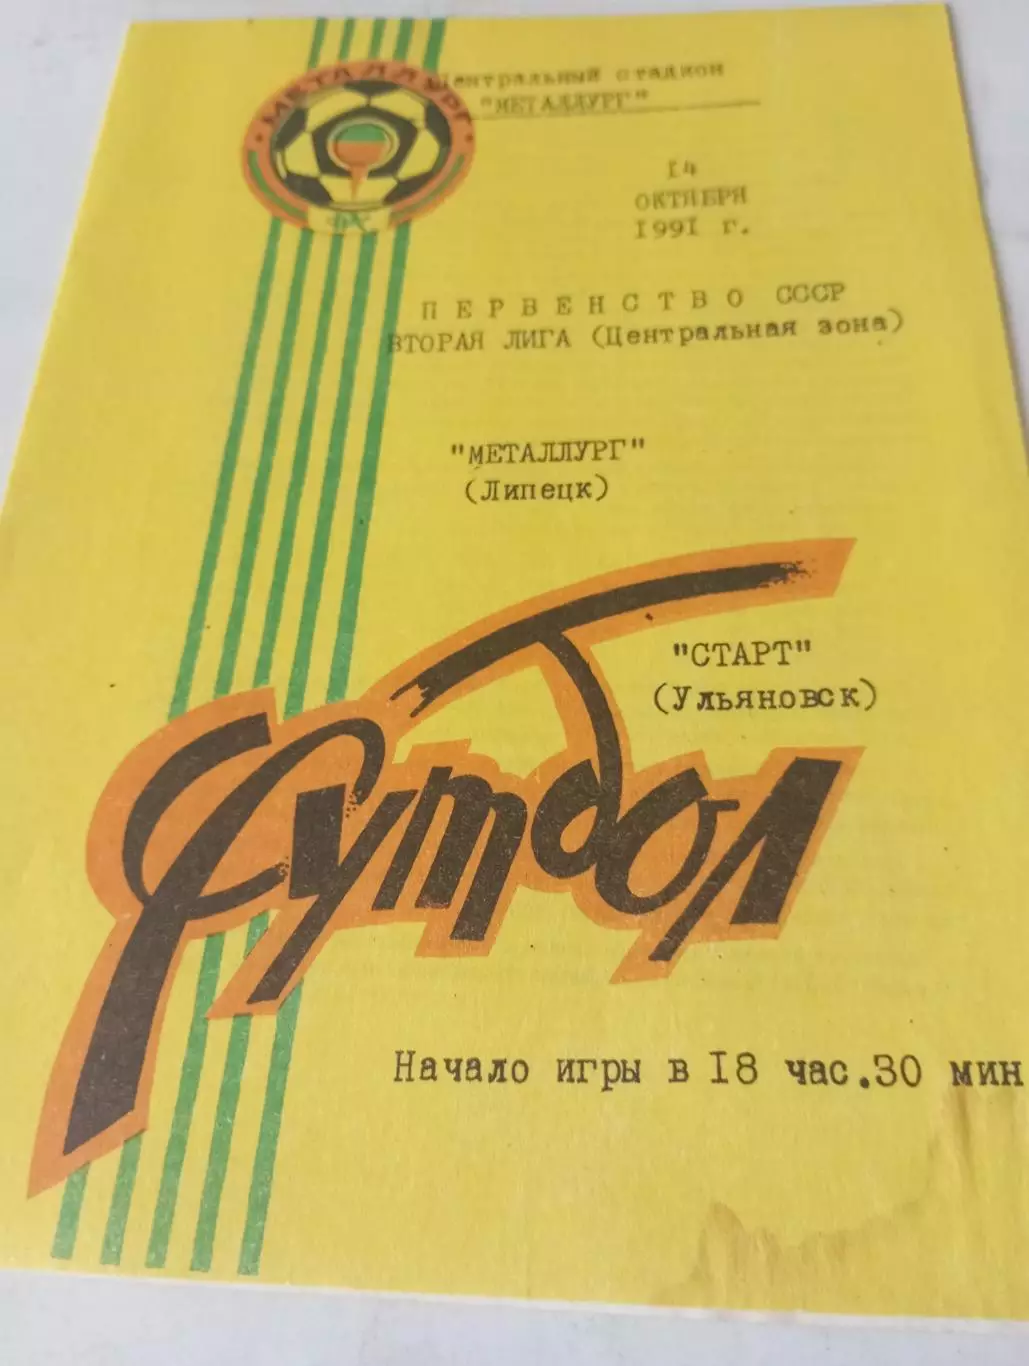 МЕТАЛЛУРГ
Центральный стадион
"МЕТАЛЛУРГ"
14
ОКТЯБРЯ
1991 г.
ПЕРВЕНСТВО СССР
ВТОРАЯ ЛИГА (Центральная зона)
"МЕТАЛЛУРГ"
(Липецк)
"СТАРТ"
(Ульяновск)
Футбол
Начало игры в 18 час.30 мин